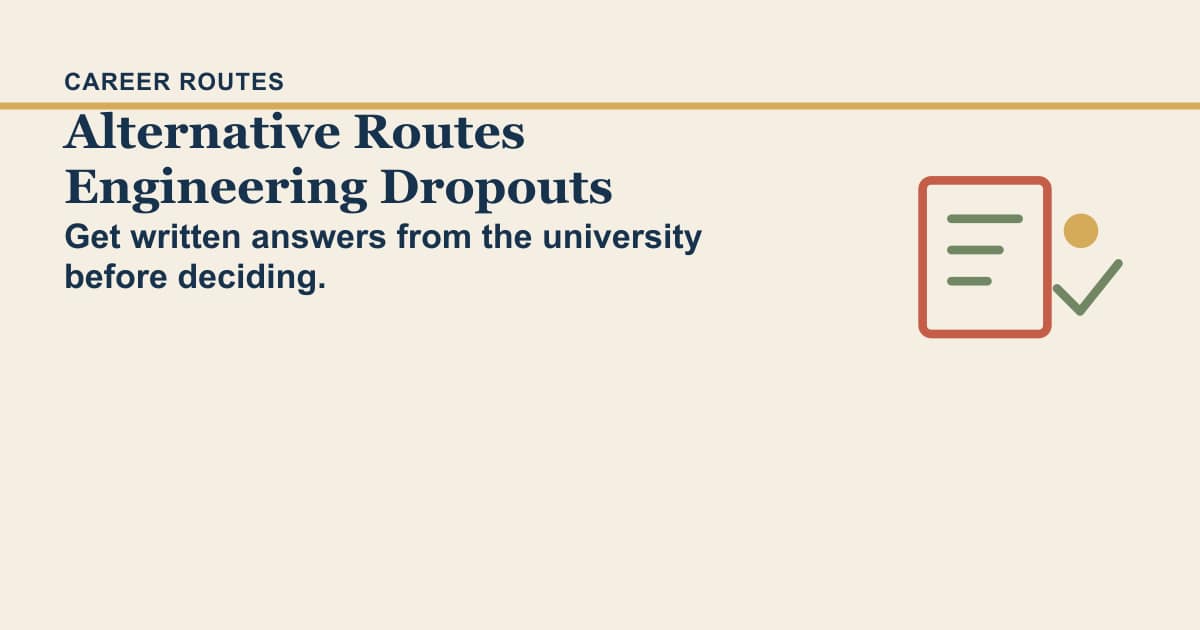 CAREER ROUTES
Alternative Routes
Engineering Dropouts
Get written answers from the university
before deciding.